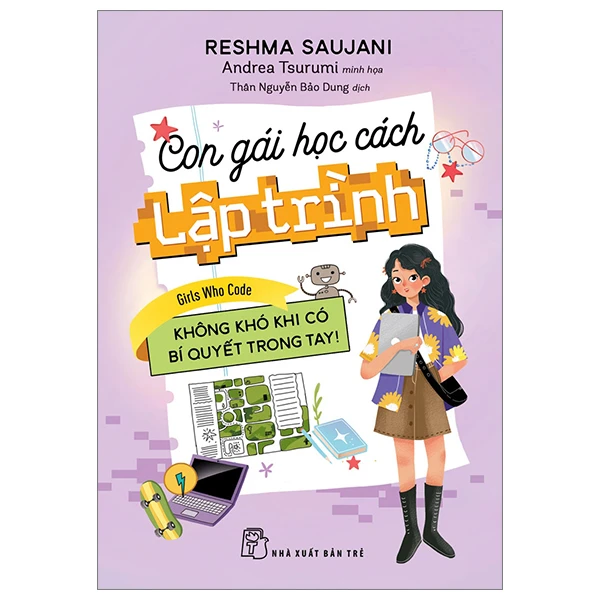 RESHMA SAUJANI
Andrea Tsurumi minh họa
Thân Nguyễn Bảo Dung dịch
Con gái học cách
Lập trình
Girls Who Code
KHÔNG KHÓ KHI CÓ
BÍ QUYẾT TRONG TAY!
NHÀ XUẤT BẢN TRẺ